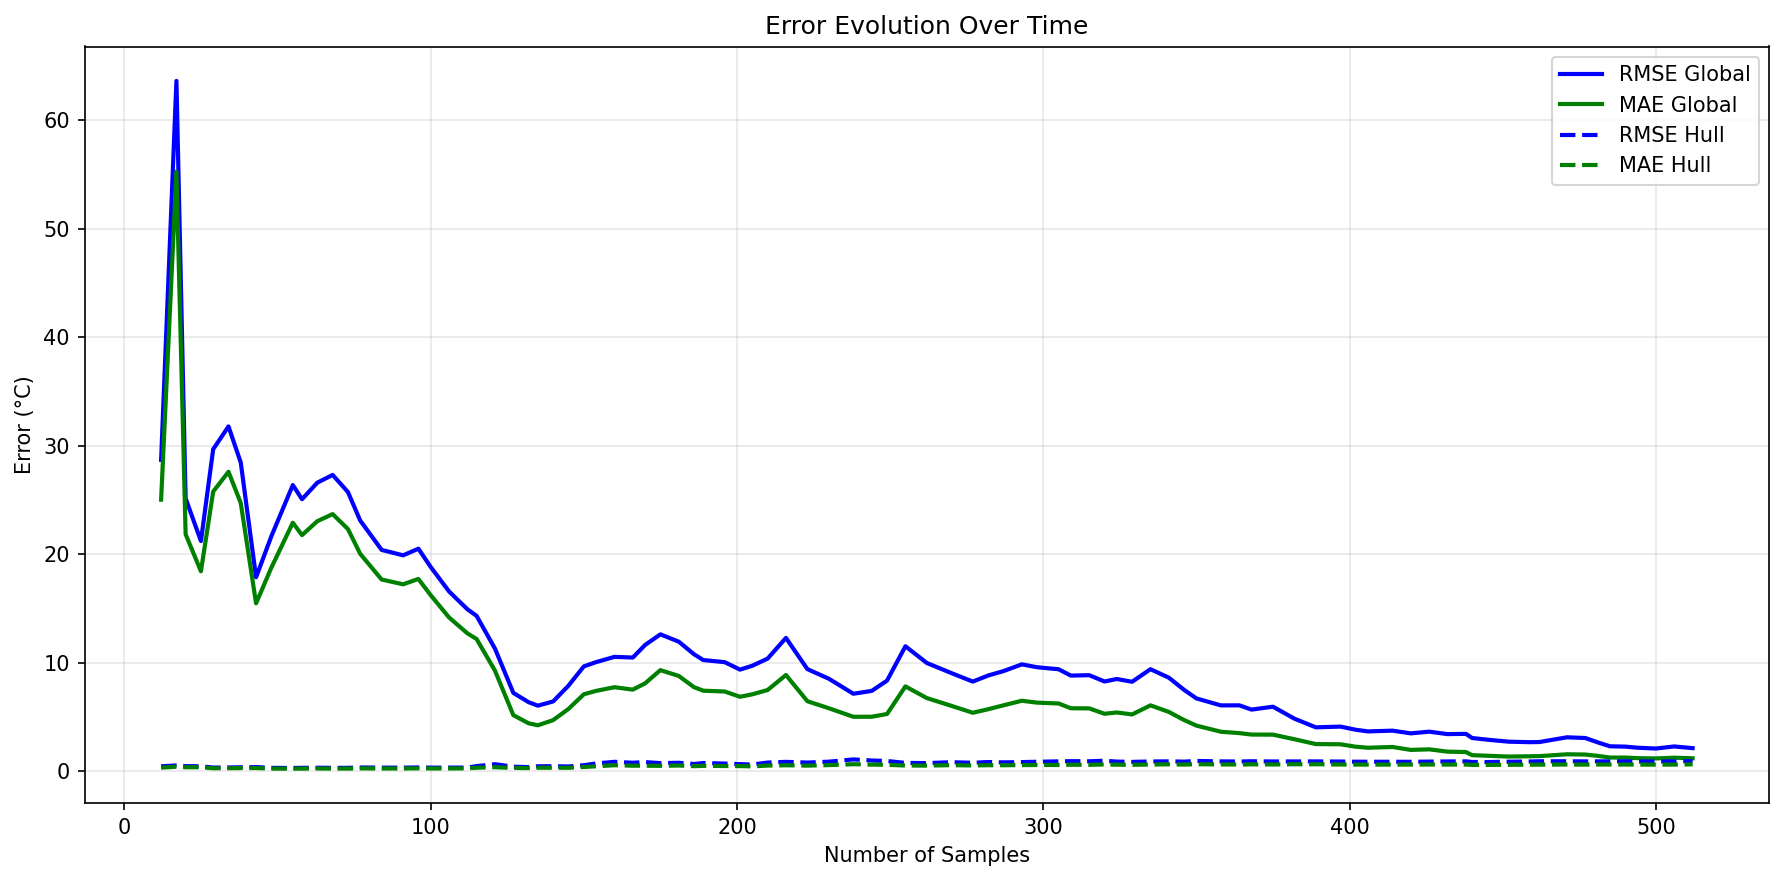 Error Evolution Over Time
RMSE Global
MAE Global
RMSE Hull
MAE Hull
Error (°C)
60
50
40
30
20
10
0
0 100 200 300 400 500
Number of Samples